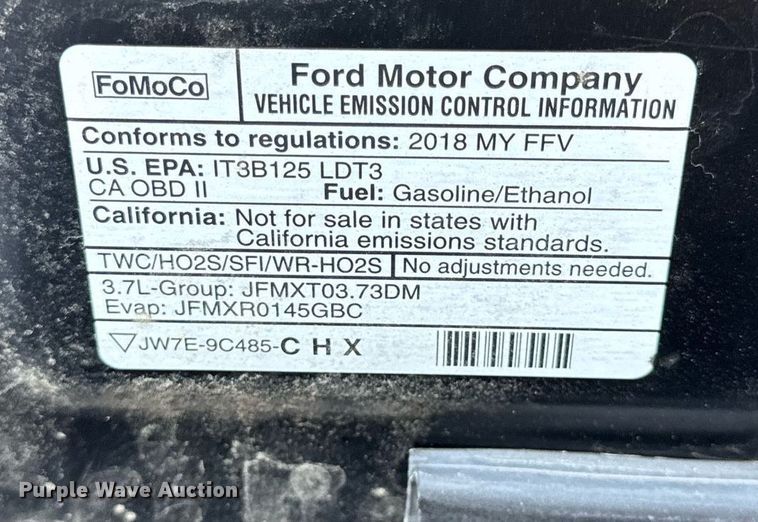 FoMoCo
Ford Motor Company
VEHICLE EMISSION CONTROL INFORMATION
Conforms to regulations: 2018 MY FFV
U.S. EPA: IT3B125 LDT3
CA OBD II Fuel: Gasoline/Ethanol
California: Not for sale in states with
California emissions standards.
TWC/HO2S/SFI/WR-HO2S No adjustments needed.
3.7L-Group: JFMXT03.73DM
Evap: JFMXR0145GBC
JW7E-9C485-C H X
Purple Wave Auction